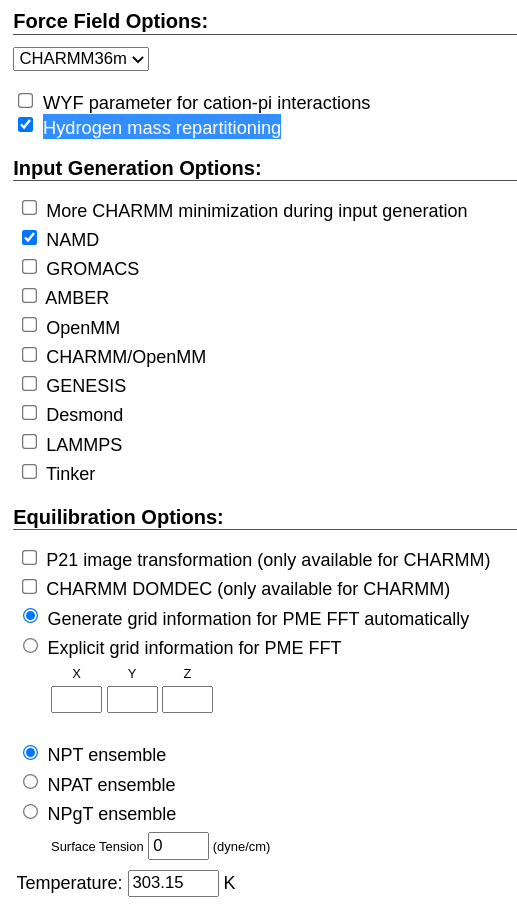 Force Field Options:
CHARMM36m
WYF parameter for cation-pi interactions
Hydrogen mass repartitioning
Input Generation Options:
More CHARMM minimization during input generation
NAMD
GROMACS
AMBER
OpenMM
CHARMM/OpenMM
GENESIS
Desmond
LAMMPS
Tinker
Equilibration Options:
P21 image transformation (only available for CHARMM)
CHARMM DOMDEC (only available for CHARMM)
Generate grid information for PME FFT automatically
Explicit grid information for PME FFT
X Y Z
NPT ensemble
NPAT ensemble
NPgT ensemble
Surface Tension 0 (dyne/cm)
Temperature: 303.15 K